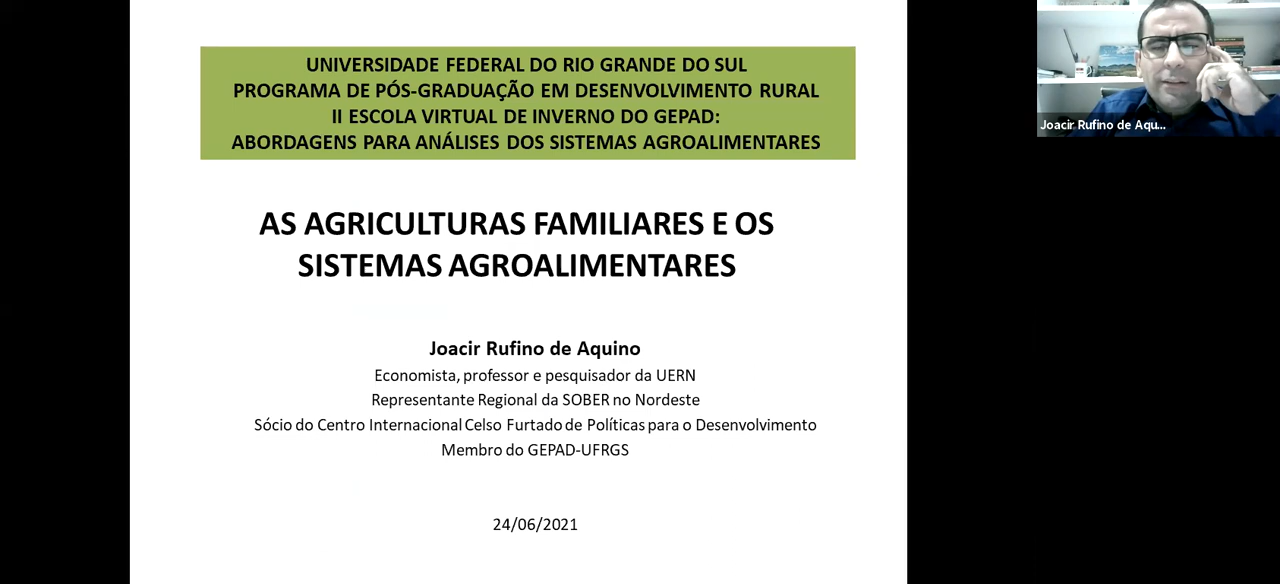 UNIVERSIDADE FEDERAL DO RIO GRANDE DO SUL
PROGRAMA DE PÓS-GRADUAÇÃO EM DESENVOLVIMENTO RURAL
II ESCOLA VIRTUAL DE INVERNO DO GEPAD:
ABORDAGENS PARA ANÁLISES DOS SISTEMAS AGROALIMENTARES
AS AGRICULTURAS FAMILIARES E OS
SISTEMAS AGROALIMENTARES
Joacir Rufino de Aquino
Economista, professor e pesquisador da UERN
Representante Regional da SOBER no Nordeste
Sócio do Centro Internacional Celso Furtado de Políticas para o Desenvolvimento
Membro do GEPAD-UFRGS
24/06/2021
Joacir Rufino de Aqu...